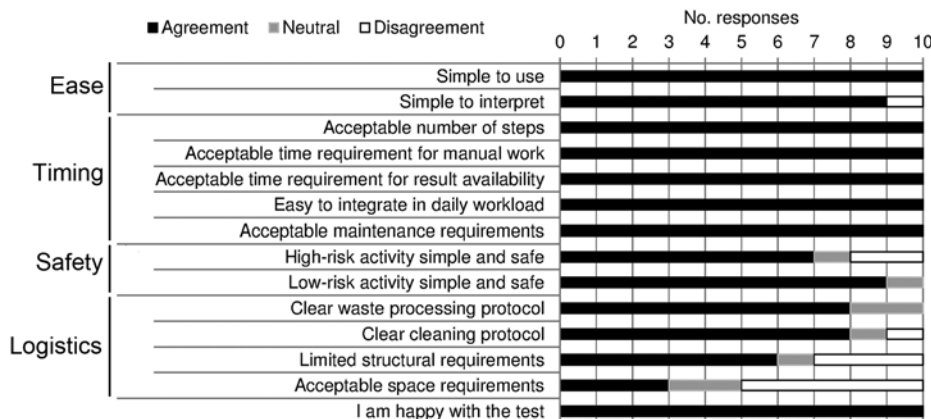 No. responses
Agreement Neutral Disagreement
0 1 2 3 4 5 6 7 8 9 10
Ease
Simple to use
Simple to interpret
Timing
Acceptable number of steps
Acceptable time requirement for manual work
Acceptable time requirement for result availability
Easy to integrate in daily workload
Acceptable maintenance requirements
Safety
High-risk activity simple and safe
Low-risk activity simple and safe
Logistics
Clear waste processing protocol
Clear cleaning protocol
Limited structural requirements
Acceptable space requirements
I am happy with the test